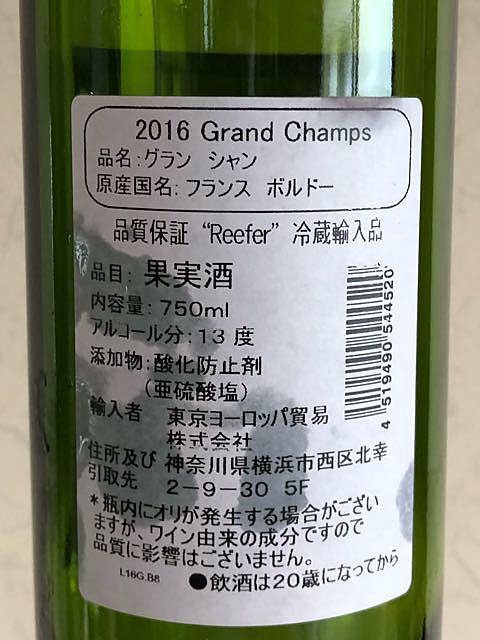 2016 Grand Champs
品名:グラン シャン
原産国名:フランス ボルドー
品質保証 “Reefer” 冷蔵輸入品
品目:果実酒
内容量:750ml
アルコール分:13 度
添加物:酸化防止剤
(亜硫酸塩)
輸入者 東京ヨーロッパ貿易
株式会社
住所及び 神奈川県横浜市西区北幸
引取先 2-9-30 5F
*瓶内にオリが発生する場合がござい
ますが、ワイン由来の成分ですので
品質に影響はございません。
L16G.B8 ●飲酒は20歳になってから
4 519490 544520